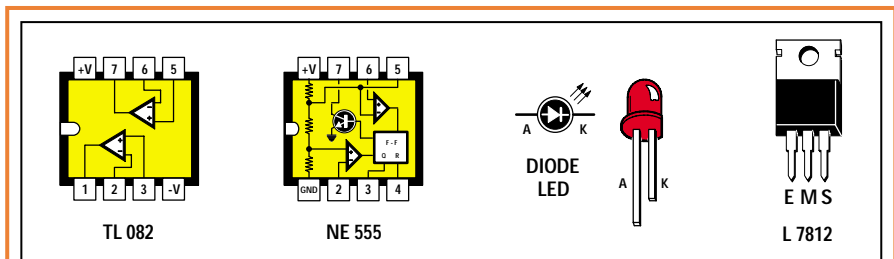 +V 7 6 5
1 2 3 -V
TL 082
+V 7 6 5
F - F
Q R
GND 2 3 4
NE 555
A K
DIODE
LED
A K
E M S
L 7812